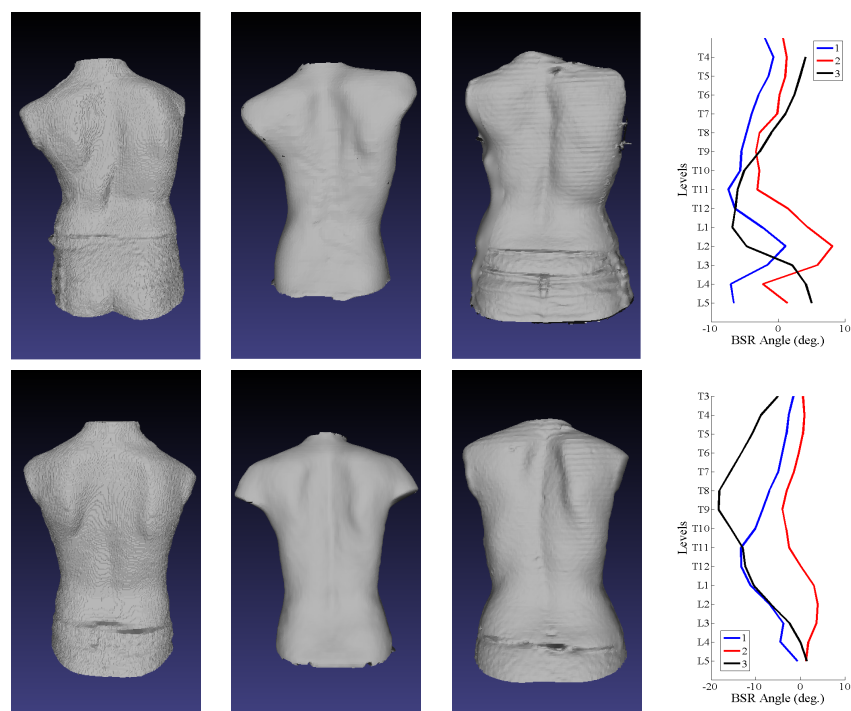 1
2
3
T4
T5
T6
T7
T8
T9
T10
T11
T12
L1
L2
L3
L4
L5
Levels
-10 0 10
BSR Angle (deg.)
T3
T4
T5
T6
T7
T8
T9
T10
T11
T12
L1
L2
L3
L4
L5
Levels
1
2
3
-20 -10 0 10
BSR Angle (deg.)